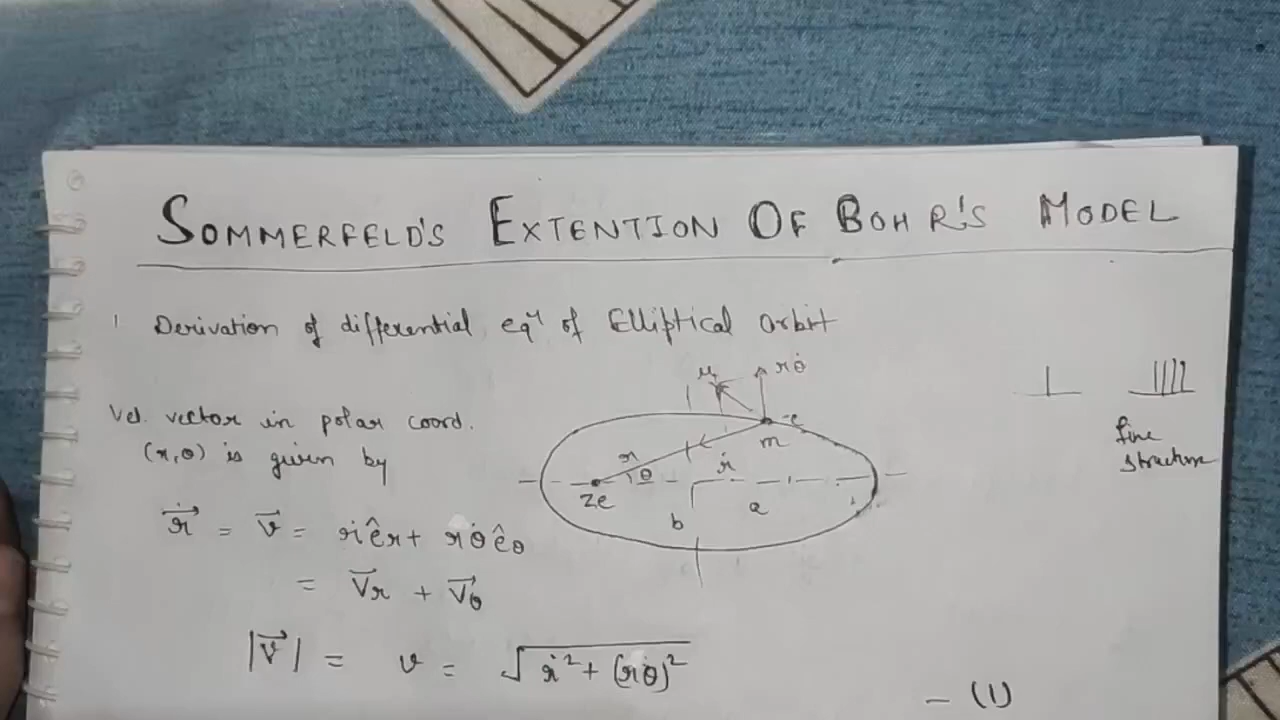 SOMMERFELD'S EXTENTION OF BOHR'S MODEL
1 Derivation of differential eqⁿ of Elliptical orbit
Vel. vector in polar coord.
(r,θ) is given by
rθ̇
-e
m
r
θ
ṙ
Ze
b
a
fine
structure
ṙ⃗ = v⃗ = ṙêr + rθ̇êθ
= V⃗r + V⃗θ
|v⃗| = v = √ṙ² + (rθ̇)²
— (1)